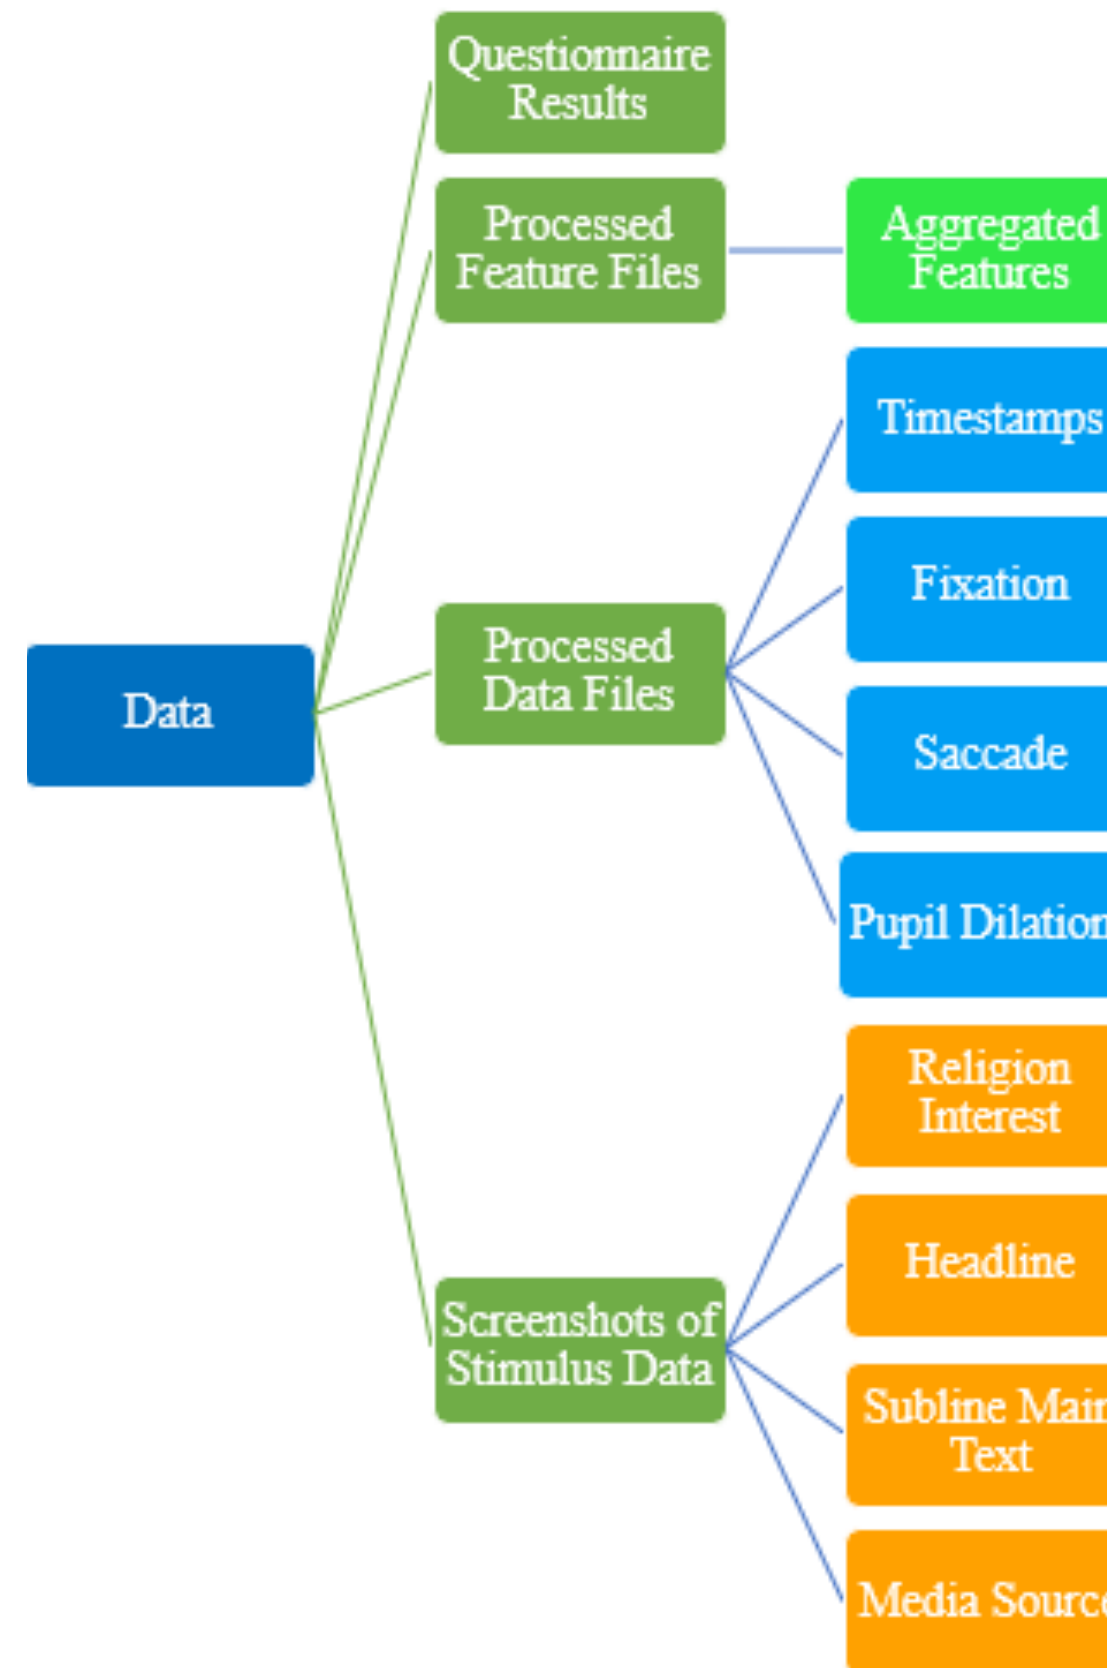 Questionnaire
Results
Processed
Feature Files
Aggregated
Features
Timestamps
Fixation
Data
Processed
Data Files
Saccade
Pupil Dilation
Religion
Interest
Headline
Screenshots of
Stimulus Data
Subline Main
Text
Media Source